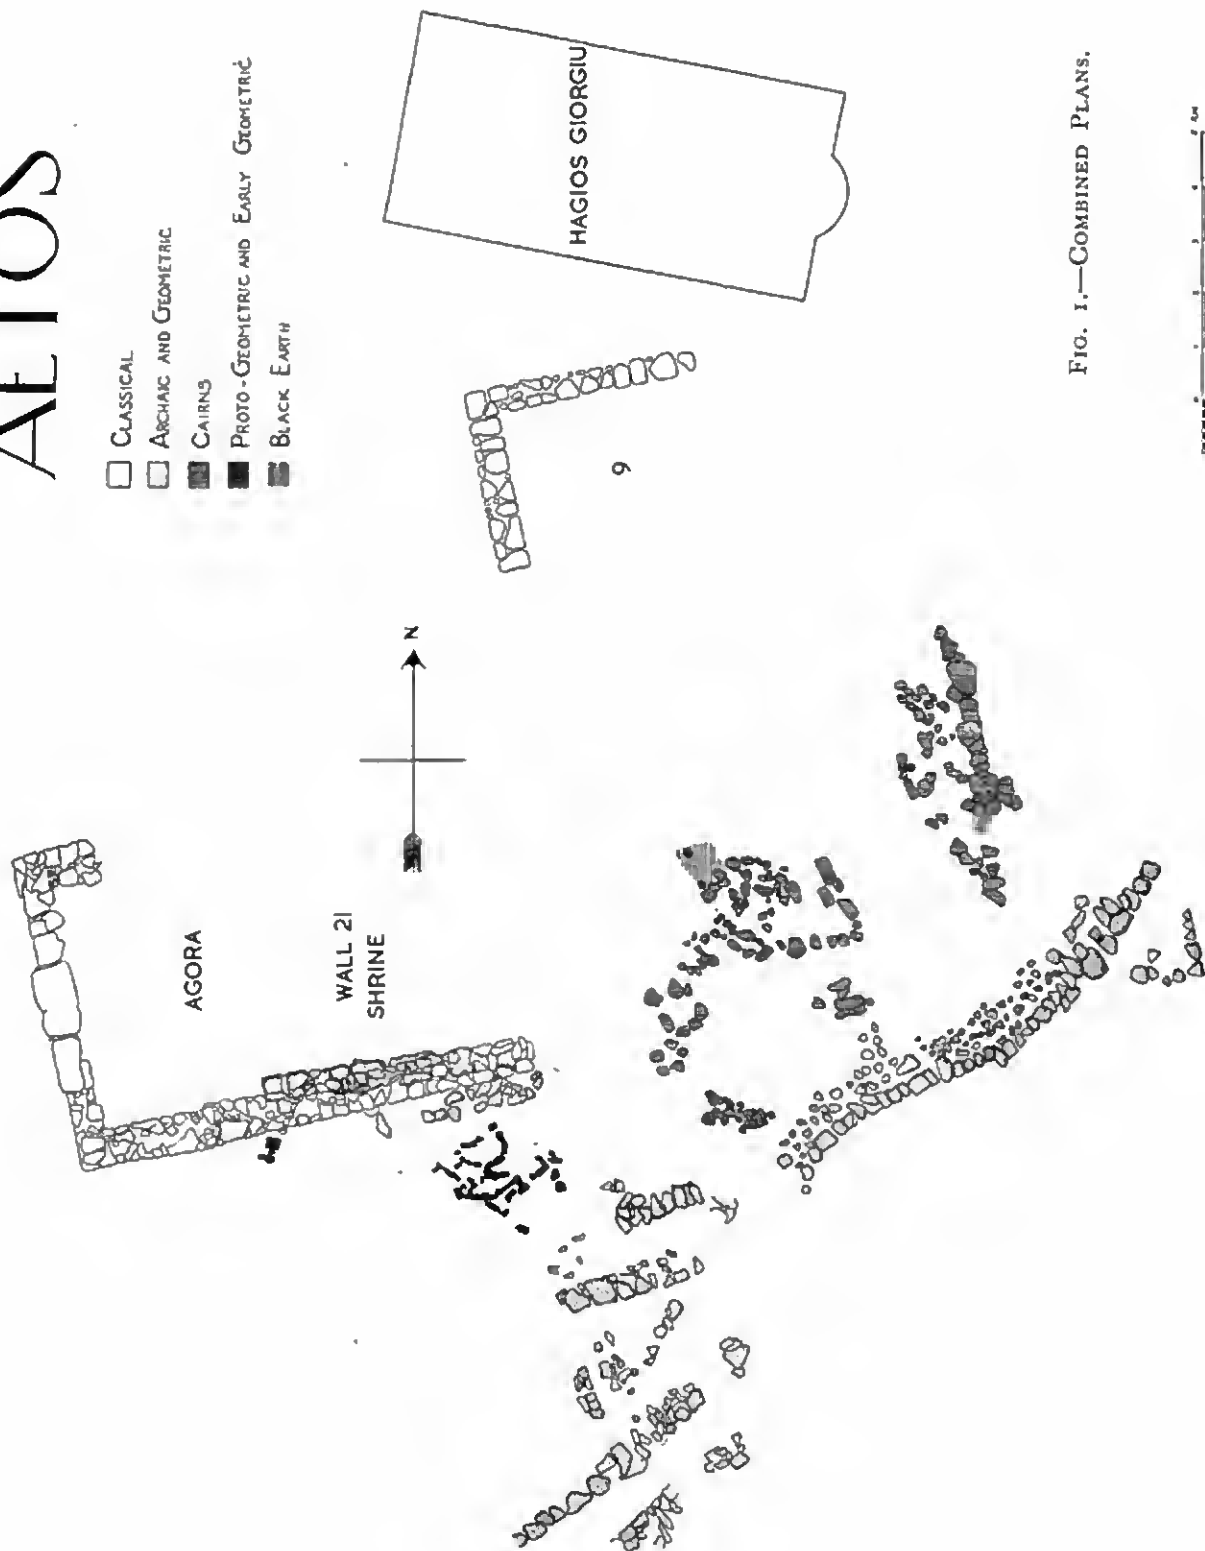 AETOS
CLASSICAL
ARCHAIC AND GEOMETRIC
CAIRNS
PROTO-GEOMETRIC AND EARLY GEOMETRIC
BLACK EARTH
HAGIOS GIORGIU
9
N
AGORA
WALL 21
SHRINE
FIG. 1.—COMBINED PLANS.